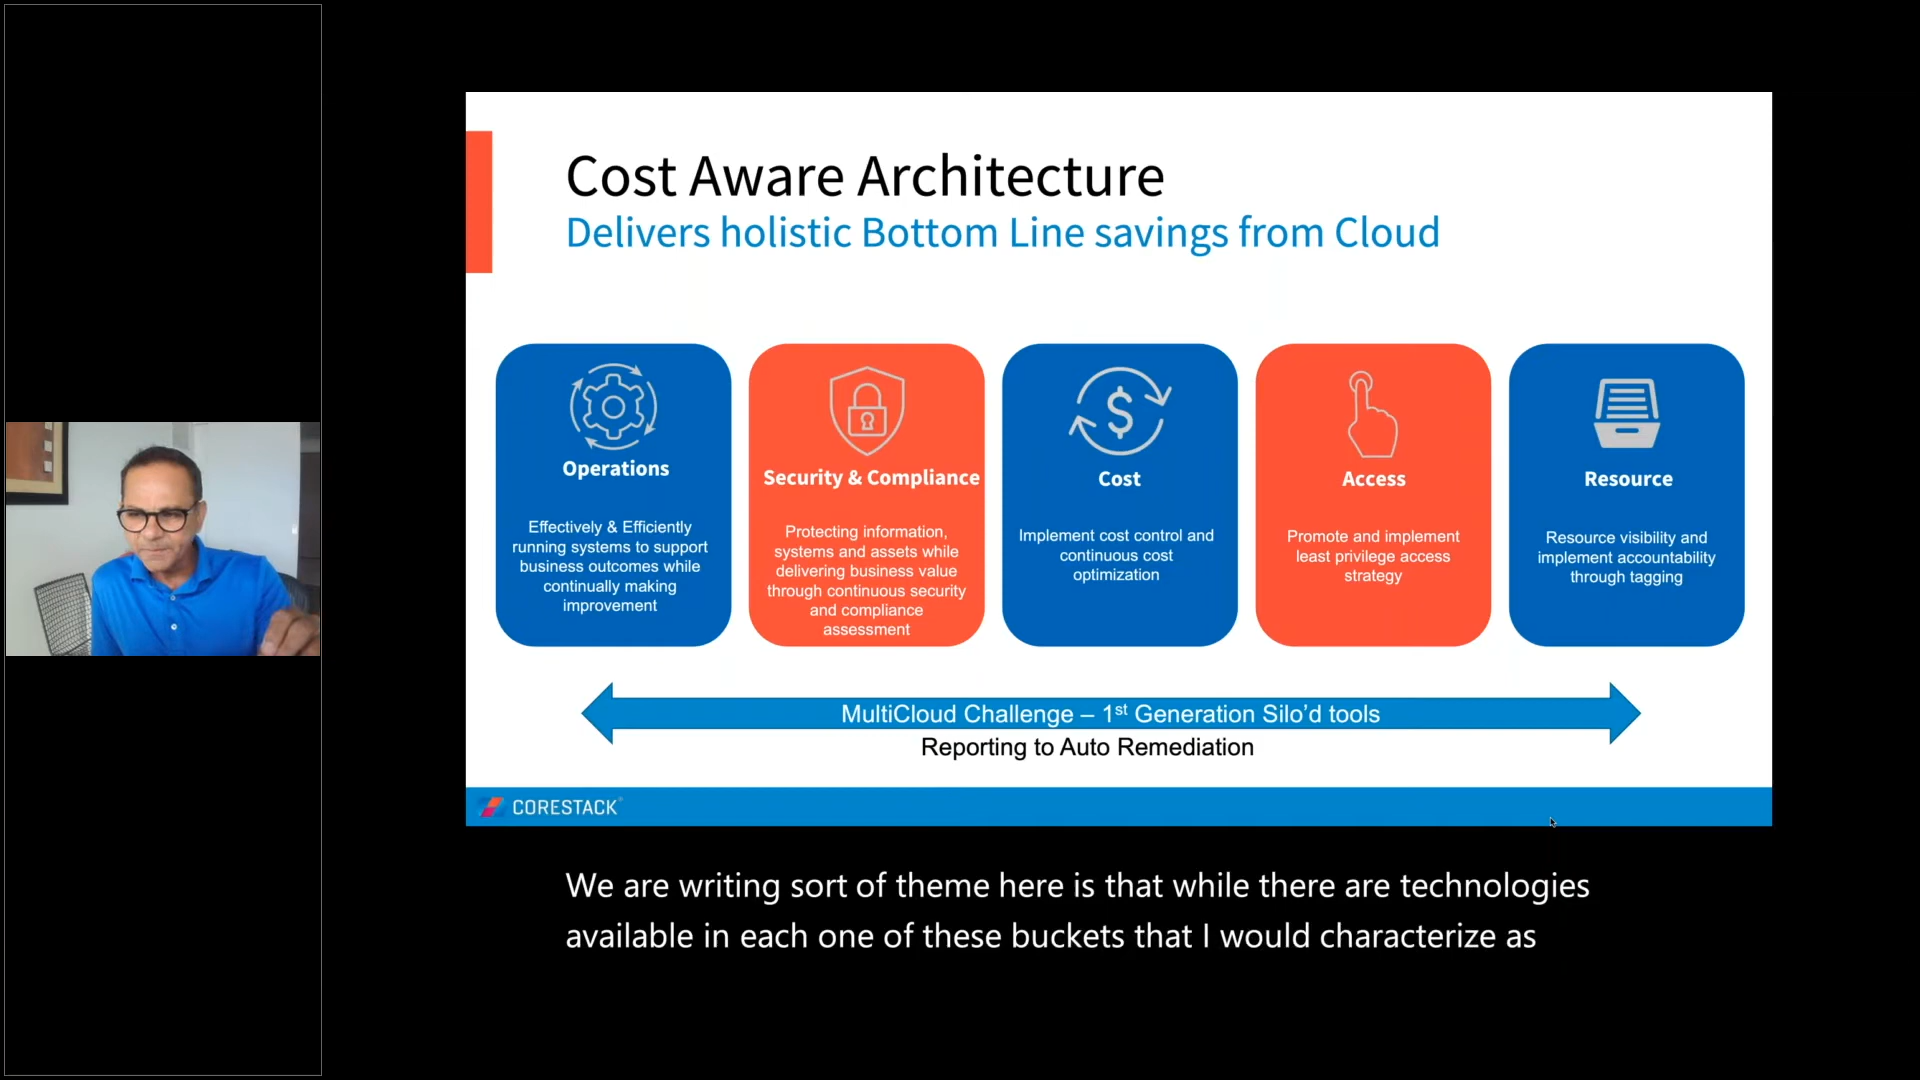 Cost Aware Architecture
Delivers holistic Bottom Line savings from Cloud
Operations
Effectively & Efficiently
running systems to support
business outcomes while
continually making
improvement
Security & Compliance
Protecting information,
systems and assets while
delivering business value
through continuous security
and compliance
assessment
Cost
Implement cost control and
continuous cost
optimization
Access
Promote and implement
least privilege access
strategy
Resource
Resource visibility and
implement accountability
through tagging
MultiCloud Challenge – 1st Generation Silo’d tools
Reporting to Auto Remediation
CORESTACK
We are writing sort of theme here is that while there are technologies
available in each one of these buckets that I would characterize as